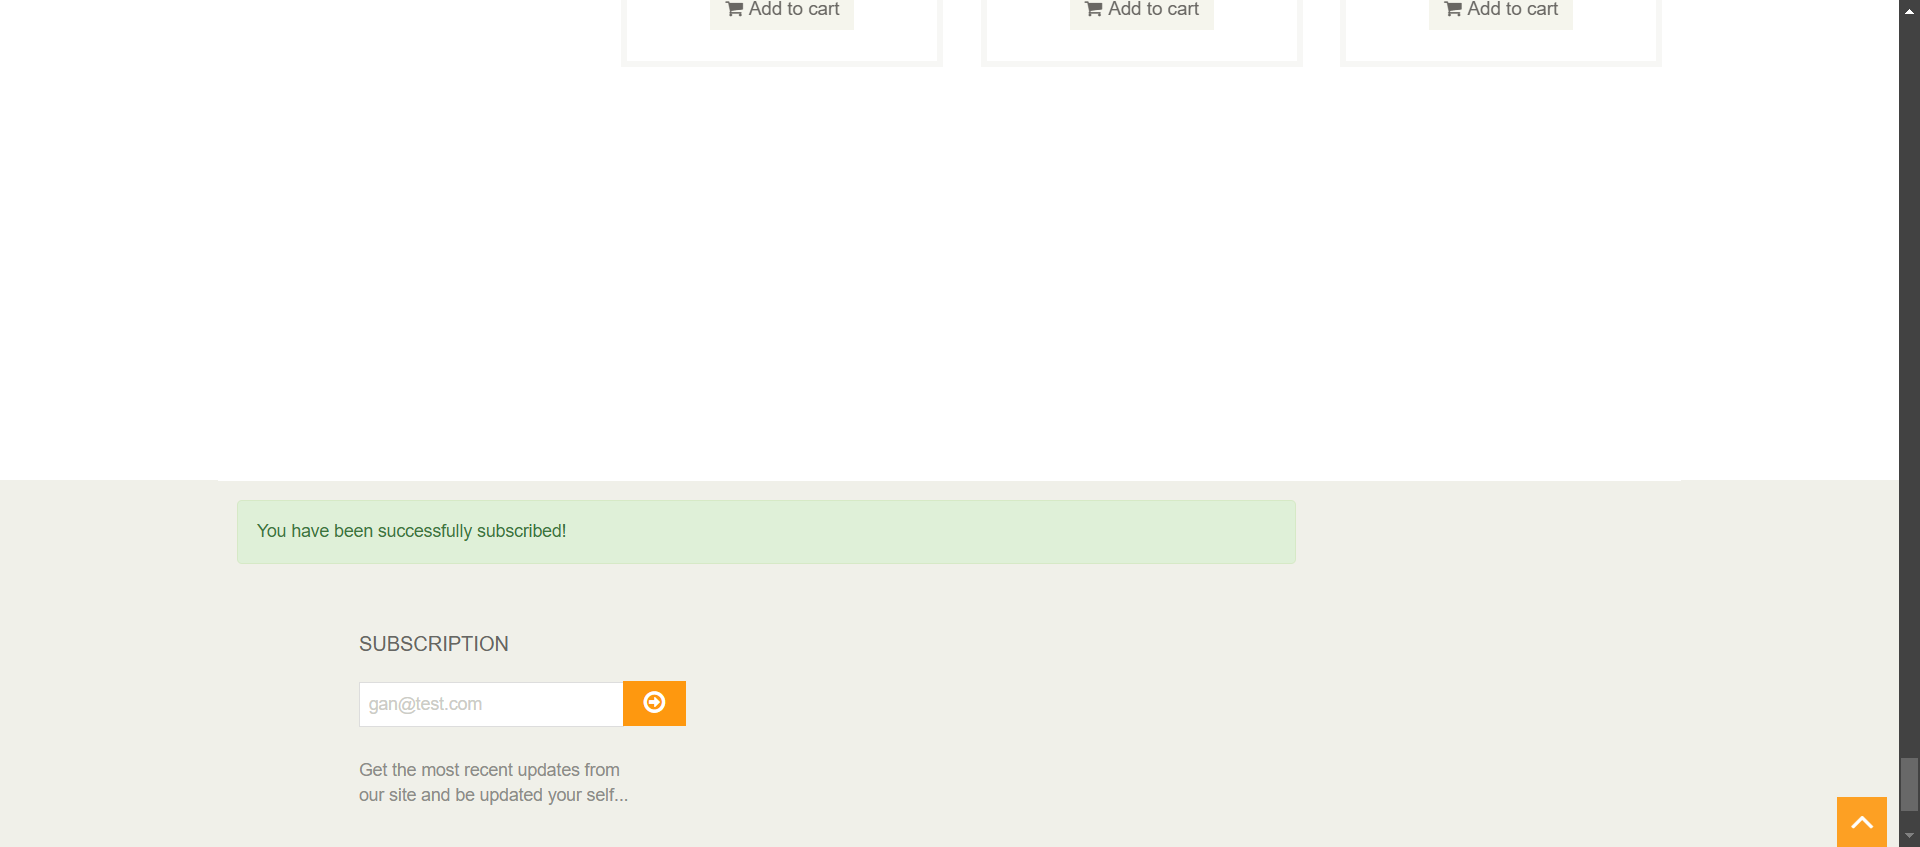 Add to cart Add to cart Add to cart
You have been successfully subscribed!
SUBSCRIPTION
gan@test.com
Get the most recent updates from
our site and be updated your self...